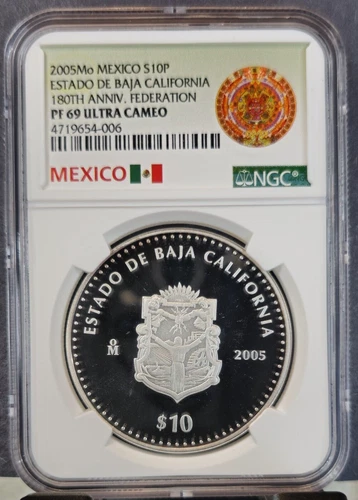 2005Mo MEXICO S10P
ESTADO DE BAJA CALIFORNIA
180TH ANNIV. FEDERATION
PF 69 ULTRA CAMEO
4719654-006
MEXICO
NGC®
ESTADO DE BAJA CALIFORNIA
Mo
2005
$10